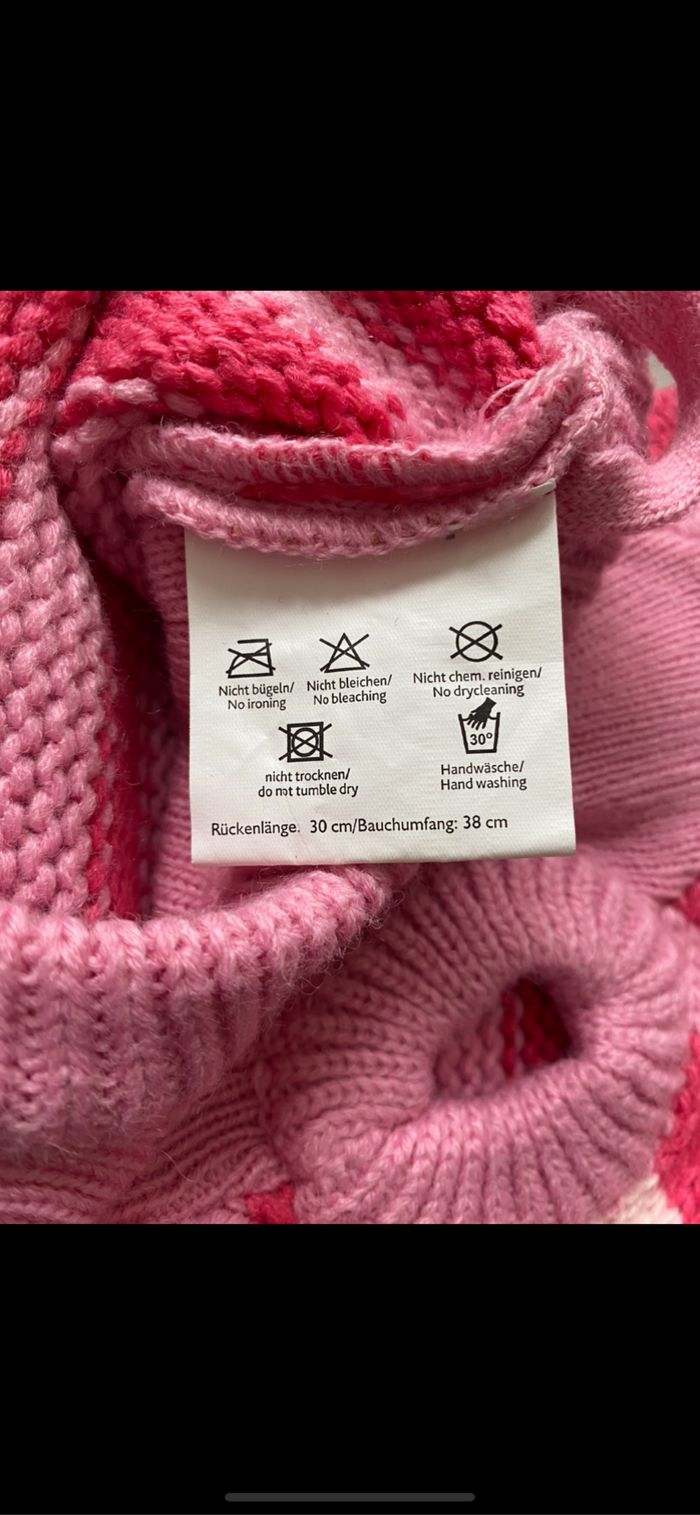 Nicht bügeln/
No ironing
Nicht bleichen/
No bleaching
Nicht chem. reinigen/
No drycleaning
nicht trocknen/
do not tumble dry
30°
Handwäsche/
Hand washing
Rückenlänge. 30 cm/Bauchumfang: 38 cm